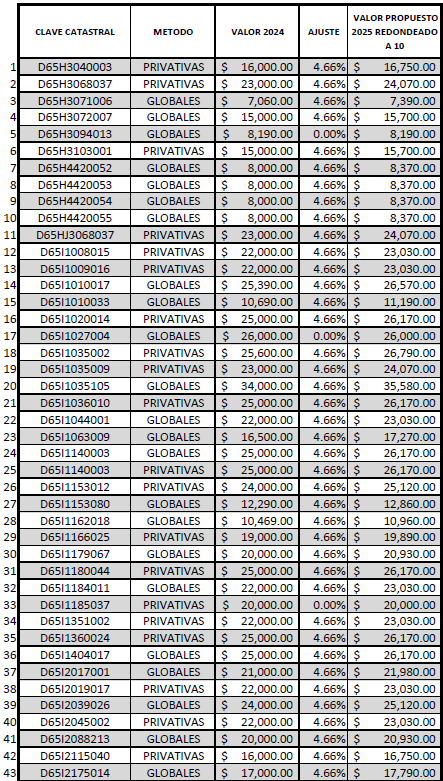 CLAVE CATASTRAL METODO VALOR 2024 AJUSTE VALOR PROPUESTO 2025 REDONDEADO A 10
1 D65H3040003 PRIVATIVAS $ 16,000.00 4.66% $ 16,750.00
2 D65H3068037 PRIVATIVAS $ 23,000.00 4.66% $ 24,070.00
3 D65H3071006 GLOBALES $ 7,060.00 4.66% $ 7,390.00
4 D65H3072007 GLOBALES $ 15,000.00 4.66% $ 15,700.00
5 D65H3094013 GLOBALES $ 8,190.00 0.00% $ 8,190.00
6 D65H3103001 PRIVATIVAS $ 15,000.00 4.66% $ 15,700.00
7 D65H4420052 GLOBALES $ 8,000.00 4.66% $ 8,370.00
8 D65H4420053 GLOBALES $ 8,000.00 4.66% $ 8,370.00
9 D65H4420054 GLOBALES $ 8,000.00 4.66% $ 8,370.00
10 D65H4420055 GLOBALES $ 8,000.00 4.66% $ 8,370.00
11 D65HJ3068037 PRIVATIVAS $ 23,000.00 4.66% $ 24,070.00
12 D65I1008015 PRIVATIVAS $ 22,000.00 4.66% $ 23,030.00
13 D65I1009016 PRIVATIVAS $ 22,000.00 4.66% $ 23,030.00
14 D65I1010017 GLOBALES $ 25,390.00 4.66% $ 26,570.00
15 D65I1010033 GLOBALES $ 10,690.00 4.66% $ 11,190.00
16 D65I1020014 PRIVATIVAS $ 25,000.00 4.66% $ 26,170.00
17 D65I1027004 GLOBALES $ 26,000.00 0.00% $ 26,000.00
18 D65I1035002 PRIVATIVAS $ 25,600.00 4.66% $ 26,790.00
19 D65I1035009 PRIVATIVAS $ 23,000.00 4.66% $ 24,070.00
20 D65I1035105 GLOBALES $ 34,000.00 4.66% $ 35,580.00
21 D65I1036010 PRIVATIVAS $ 25,000.00 4.66% $ 26,170.00
22 D65I1044001 GLOBALES $ 22,000.00 4.66% $ 23,030.00
23 D65I1063009 GLOBALES $ 16,500.00 4.66% $ 17,270.00
24 D65I1140003 GLOBALES $ 25,000.00 4.66% $ 26,170.00
25 D65I1140003 PRIVATIVAS $ 25,000.00 4.66% $ 26,170.00
26 D65I1153012 PRIVATIVAS $ 24,000.00 4.66% $ 25,120.00
27 D65I1153080 GLOBALES $ 12,290.00 4.66% $ 12,860.00
28 D65I1162018 GLOBALES $ 10,469.00 4.66% $ 10,960.00
29 D65I1166025 PRIVATIVAS $ 19,000.00 4.66% $ 19,890.00
30 D65I1179067 GLOBALES $ 20,000.00 4.66% $ 20,930.00
31 D65I1180044 PRIVATIVAS $ 25,000.00 4.66% $ 26,170.00
32 D65I1184011 GLOBALES $ 22,000.00 4.66% $ 23,030.00
33 D65I1185037 PRIVATIVAS $ 20,000.00 0.00% $ 20,000.00
34 D65I1351002 PRIVATIVAS $ 22,000.00 4.66% $ 23,030.00
35 D65I1360024 PRIVATIVAS $ 25,000.00 4.66% $ 26,170.00
36 D65I1404017 GLOBALES $ 25,000.00 4.66% $ 26,170.00
37 D65I2017001 GLOBALES $ 21,000.00 4.66% $ 21,980.00
38 D65I2019017 PRIVATIVAS $ 22,000.00 4.66% $ 23,030.00
39 D65I2039026 GLOBALES $ 24,000.00 4.66% $ 25,120.00
40 D65I2045002 PRIVATIVAS $ 22,000.00 4.66% $ 23,030.00
41 D65I2088213 GLOBALES $ 20,000.00 4.66% $ 20,930.00
42 D65I2115040 PRIVATIVAS $ 16,000.00 4.66% $ 16,750.00
43 D65I2175014 GLOBALES $ 17,000.00 4.66% $ 17,790.00